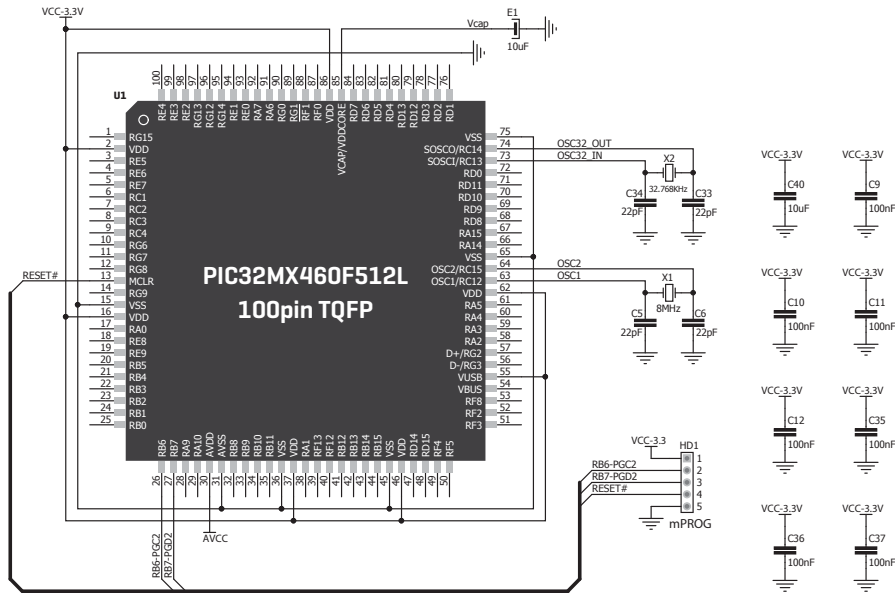 VCC-3.3V
Vcap
E1
10uF
U1
100
99
98
97
96
95
94
93
92
91
90
89
88
87
86
85
84
83
82
81
80
79
78
77
76
RE4
RE3
RE2
RG13
RG12
RG14
RE1
RE0
RA7
RA6
RG0
RG1
RF1
RF0
VDD
VCAP/VDDCORE
RD7
RD6
RD5
RD4
RD13
RD12
RD3
RD2
RD1
1 RG15
2 VDD
3 RE5
4 RE6
5 RE7
6 RC1
7 RC2
8 RC3
9 RC4
10 RG6
11 RG7
12 RG8
RESET# 13 MCLR
14 RG9
15 VSS
16 VDD
17 RA0
18 RE8
19 RE9
20 RB5
21 RB4
22 RB3
23 RB2
24 RB1
25 RB0
PIC32MX460F512L
100pin TQFP
VSS 75
SOSCO/RC14 74 OSC32_OUT
SOSCI/RC13 73 OSC32_IN
RD0 72
RD11 71
RD10 70
RD9 69
RD8 68
RA15 67
RA14 66
VSS 65
OSC2/RC15 64 OSC2
OSC1/RC12 63 OSC1
VDD 62
RA5 61
RA4 60
RA3 59
RA2 58
D+/RG2 57
D-/RG3 56
VUSB 55
VBUS 54
RF8 53
RF2 52
RF3 51
RB6
RB7
RA9
RA10
AVDD
AVSS
RB8
RB9
RB10
RB11
VSS
VDD
RA1
RF13
RF12
RB12
RB13
RB14
RB15
VSS
VDD
RD14
RD15
RF4
RF5
26
27
28
29
30
31
32
33
34
35
36
37
38
39
40
41
42
43
44
45
46
47
48
49
50
RB6-PGC2
RB7-PGD2
AVCC
X2
32.768KHz
C34
22pF
C33
22pF
X1
8MHz
C5
22pF
C6
22pF
VCC-3.3
HD1
1
RB6-PGC2 2
RB7-PGD2 3
RESET# 4
5
mPROG
VCC-3.3V
C40
10uF
VCC-3.3V
C9
100nF
VCC-3.3V
C10
100nF
VCC-3.3V
C11
100nF
VCC-3.3V
C12
100nF
VCC-3.3V
C35
100nF
VCC-3.3V
C36
100nF
VCC-3.3V
C37
100nF